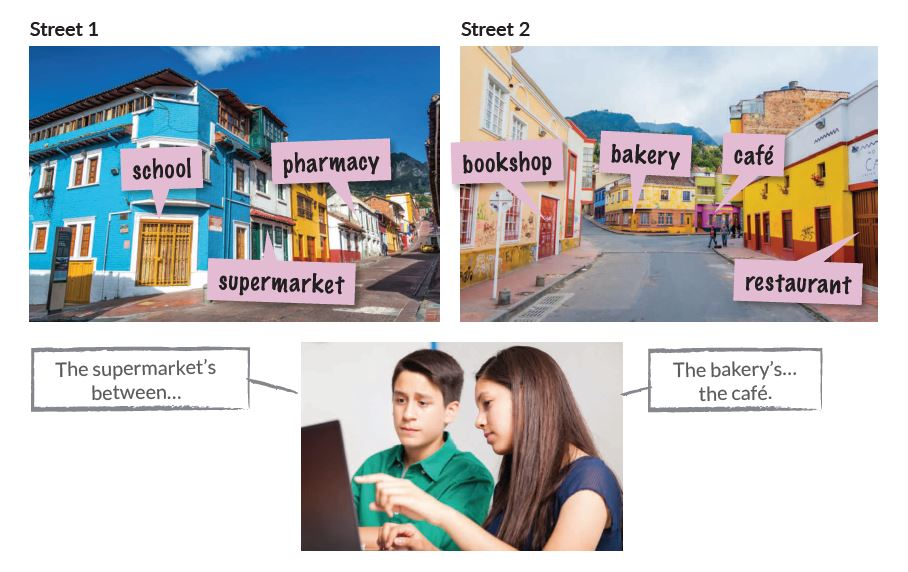 Street 1
Street 2
school
pharmacy
supermarket
bookshop
bakery
café
restaurant
The supermarket's
between...
The bakery's...
the café.